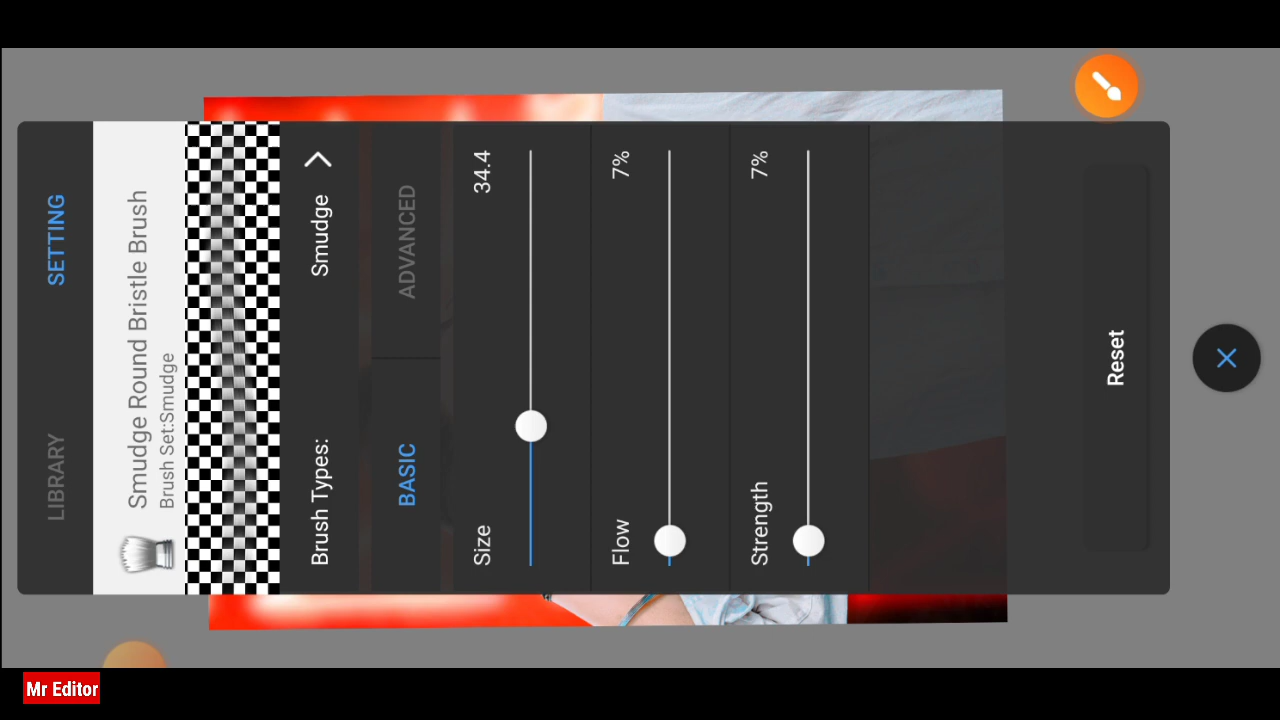 LIBRARY SETTING
Smudge Round Bristle Brush
Brush Set:Smudge
Brush Types: Smudge
BASIC ADVANCED
Size 34.4
Flow 7%
Strength 7%
Reset
Mr Editor